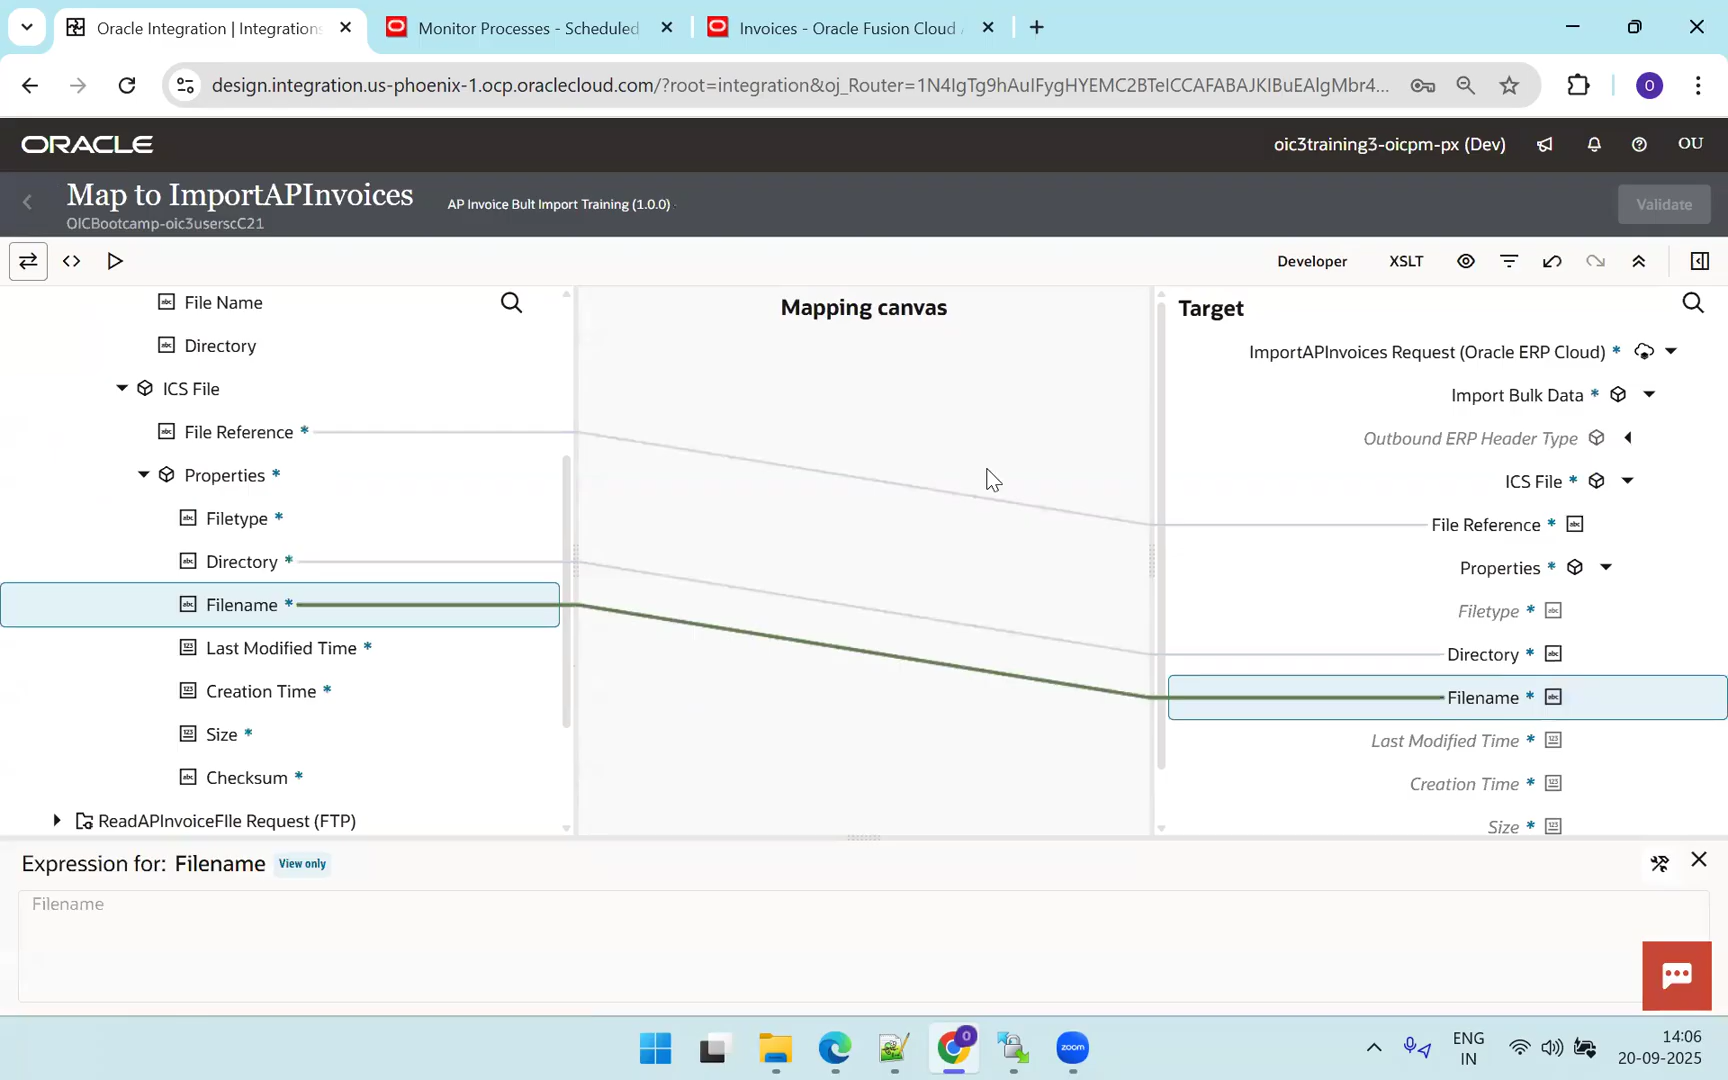 Oracle Integration | Integrations
Monitor Processes - Scheduled
Invoices - Oracle Fusion Cloud
design.integration.us-phoenix-1.ocp.oraclecloud.com/?root=integration&oj_Router=1N4IgTg9hAuIFygHYEMC2BTeICCAFABAJKIBuEAlgMbr4...
O
ORACLE
oic3training3-oicpm-px (Dev)
OU
Map to ImportAPInvoices
AP Invoice Bult Import Training (1.0.0)
OICBootcamp-oic3userscC21
Validate
Developer
XSLT
File Name
Directory
ICS File
File Reference *
Properties *
Filetype *
Directory *
Filename *
Last Modified Time *
Creation Time *
Size *
Checksum *
ReadAPInvoiceFIle Request (FTP)
Mapping canvas
Target
ImportAPInvoices Request (Oracle ERP Cloud) *
Import Bulk Data *
Outbound ERP Header Type
ICS File *
File Reference *
Properties *
Filetype *
Directory *
Filename *
Last Modified Time *
Creation Time *
Size *
Expression for: Filename View only
Filename
zoom
ENG
IN
14:06
20-09-2025